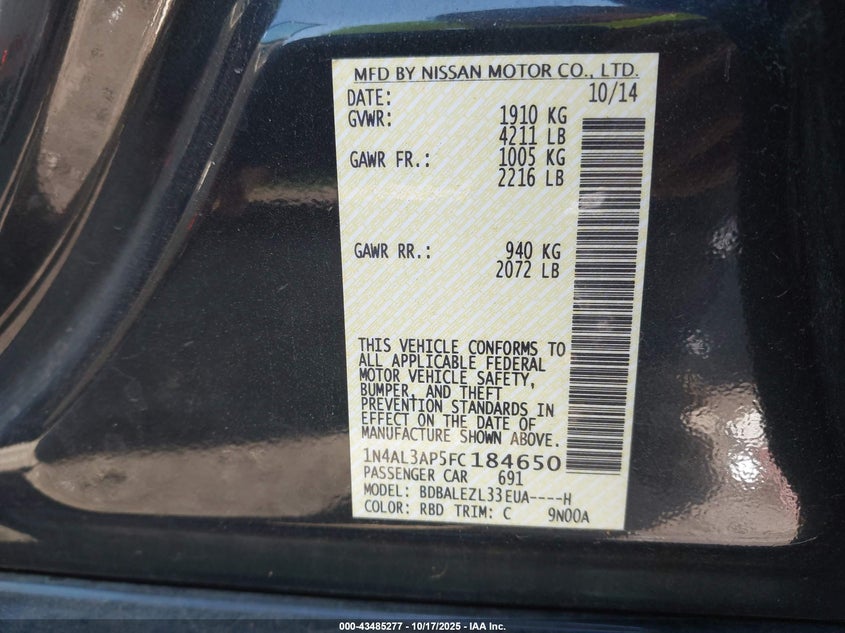 MFD BY NISSAN MOTOR CO., LTD.
DATE: 10/14
GVWR: 1910 KG
4211 LB
GAWR FR.: 1005 KG
2216 LB
GAWR RR.: 940 KG
2072 LB
THIS VEHICLE CONFORMS TO
ALL APPLICABLE FEDERAL
MOTOR VEHICLE SAFETY,
BUMPER, AND THEFT
PREVENTION STANDARDS IN
EFFECT ON THE DATE OF
MANUFACTURE SHOWN ABOVE.
1N4AL3AP5FC184650
PASSENGER CAR 691
MODEL: BDBALEZL33EUA----H
COLOR: RBD TRIM: C 9N00A
000-43485277 - 10/17/2025 - IAA Inc.